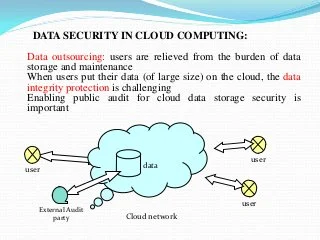 DATA SECURITY IN CLOUD COMPUTING:
Data outsourcing: users are relieved from the burden of data
storage and maintenance
When users put their data (of large size) on the cloud, the data
integrity protection is challenging
Enabling public audit for cloud data storage security is
important
user
data
user
user
External Audit
party
Cloud network